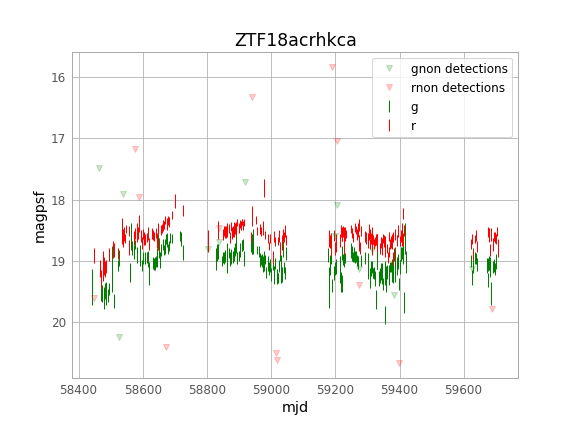 ZTF18acrhkca
gnon detections
rnon detections
g
r
magpsf
16
17
18
19
20
58400 58600 58800 59000 59200 59400 59600
mjd